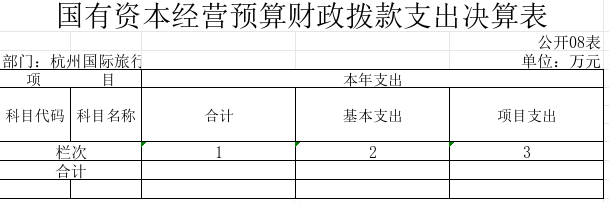 国有资本经营预算财政拨款支出决算表
公开08表
部门：杭州国际旅行 单位：万元
项 目 本年支出
科目代码 科目名称 合计 基本支出 项目支出
栏次 1 2 3
合计